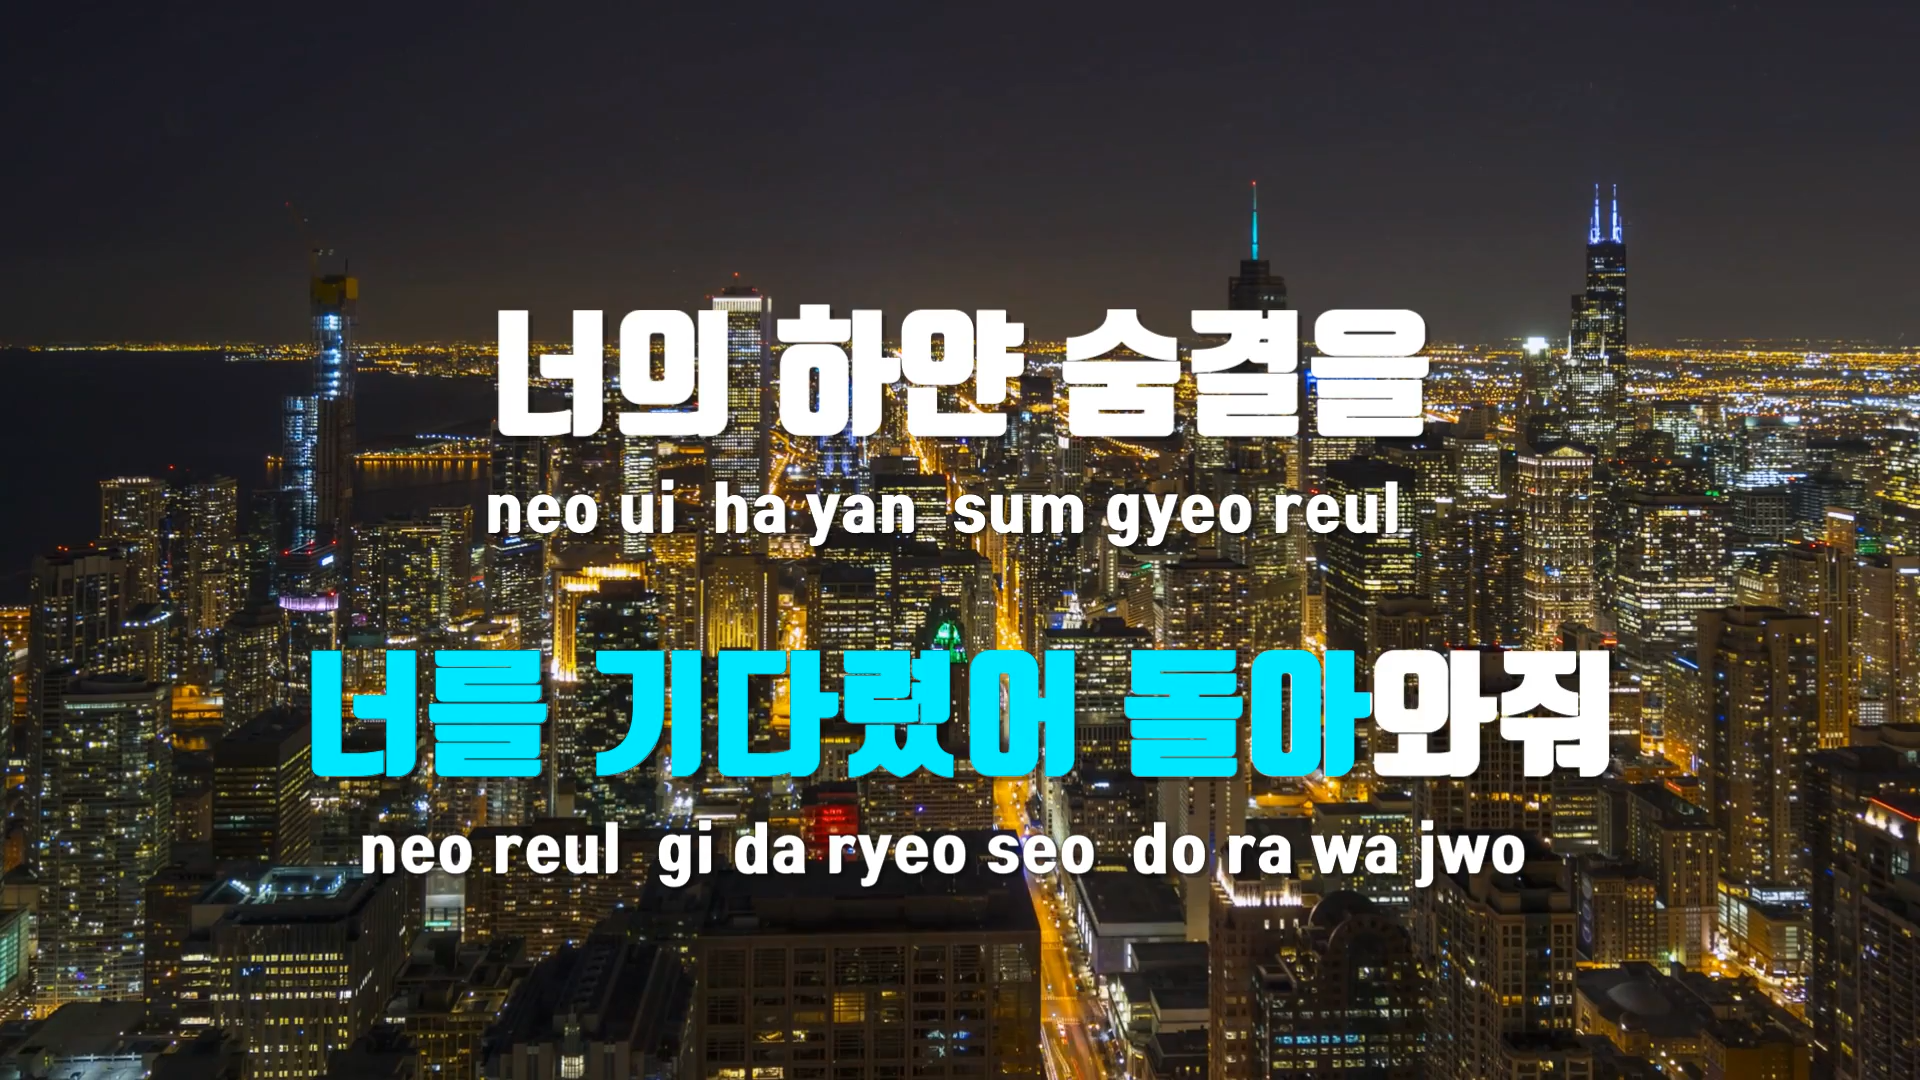 너의 하얀 숨결을
neo ui ha yan sum gyeo reul
너를 기다렸어 돌아와줘
neo reul gi da ryeo seo do ra wa jwo